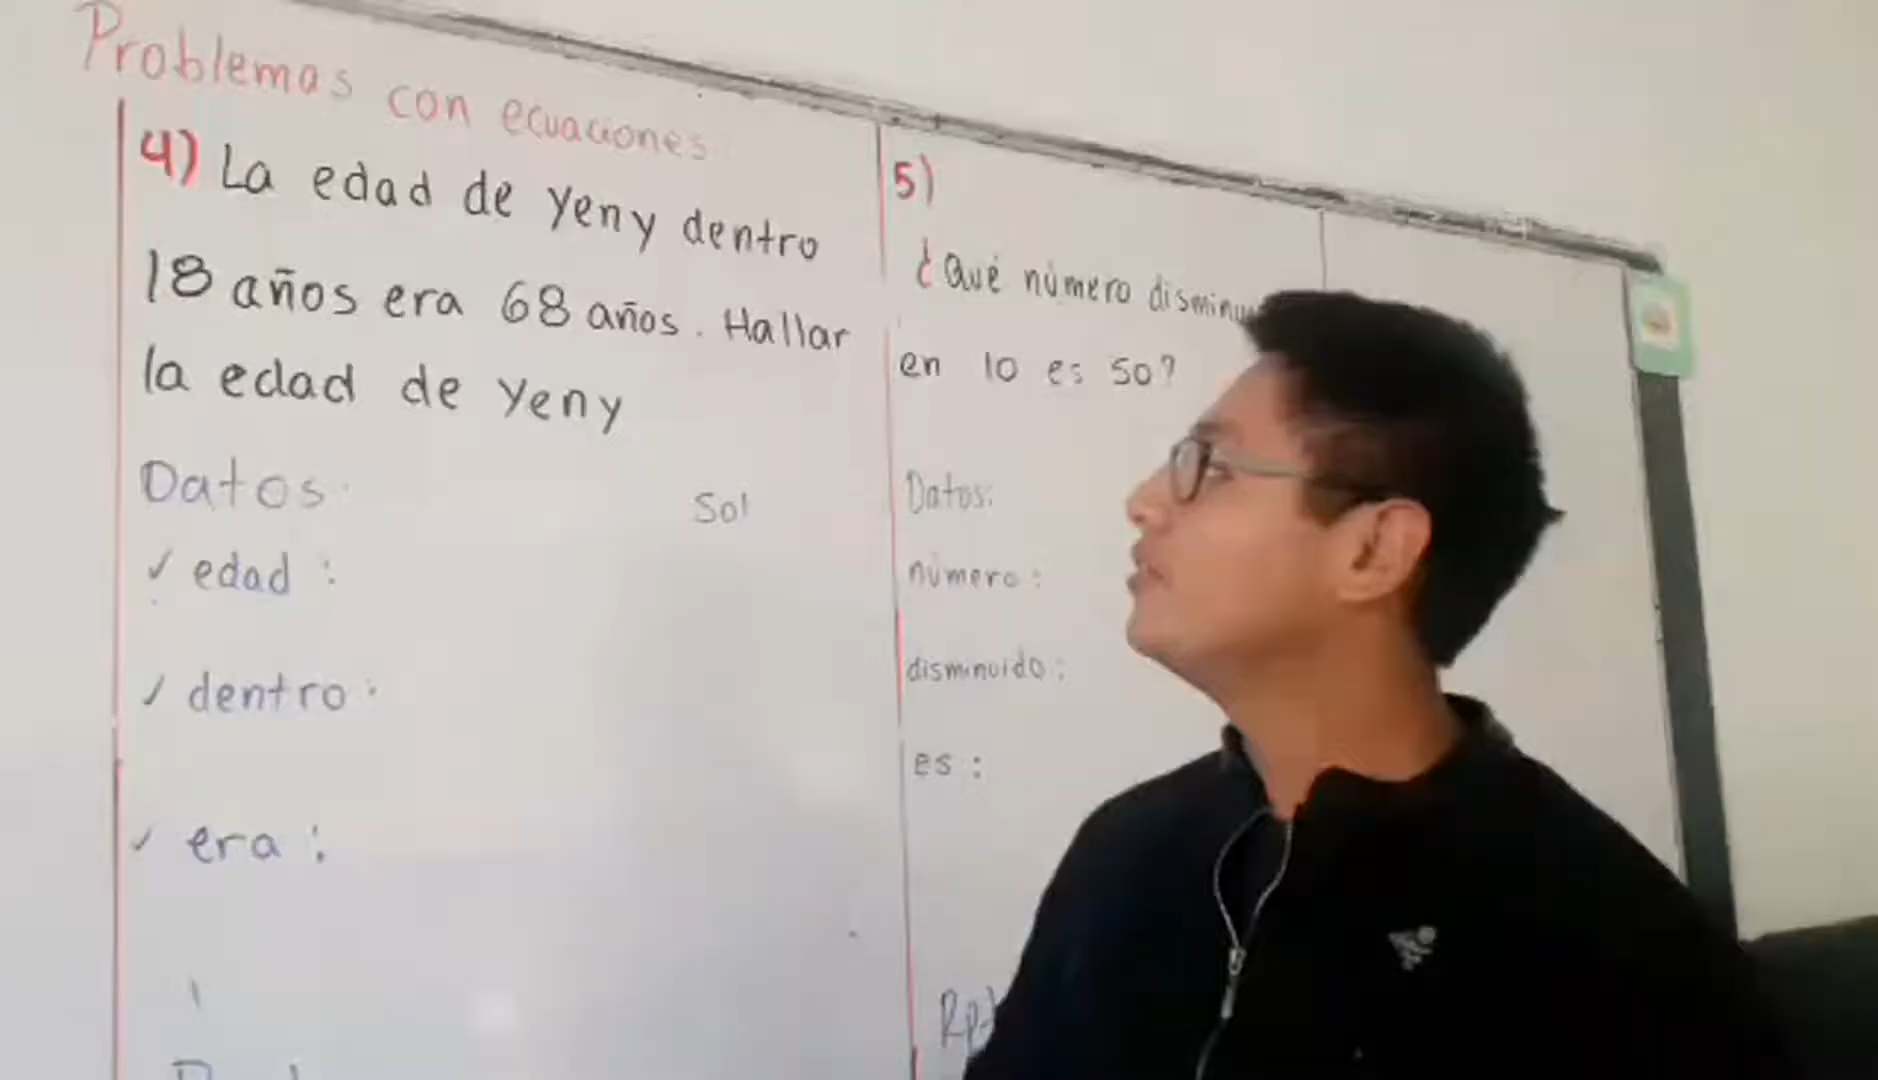 Problemas con ecuaciones
4) La edad de yeny dentro
18 años era 68 años. Hallar
la edad de yeny
Datos:
Sol
✓ edad :
✓ dentro:
✓ era :
5)
¿Qué número
en 10 es 50?
Datos:
número :
disminuido :
es :